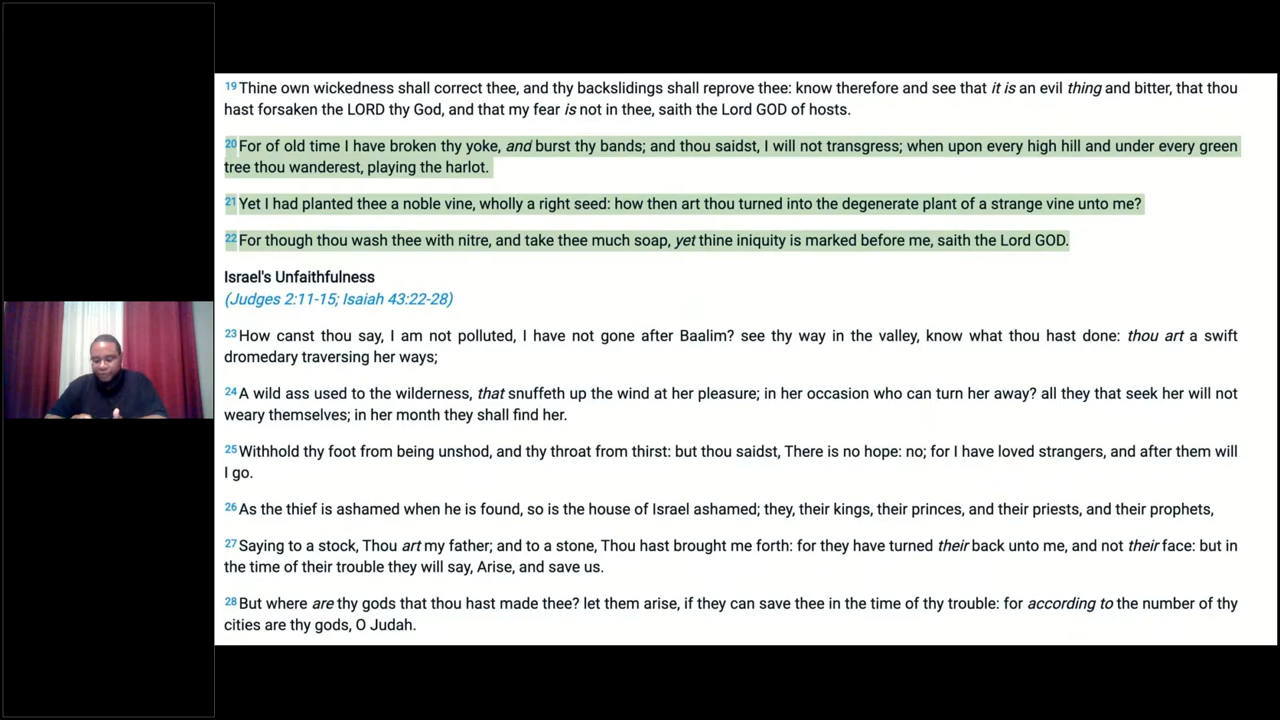 19 Thine own wickedness shall correct thee, and thy backslidings shall reprove thee: know therefore and see that it is an evil thing and bitter, that thou
hast forsaken the LORD thy God, and that my fear is not in thee, saith the Lord GOD of hosts.
20 For of old time I have broken thy yoke, and burst thy bands; and thou saidst, I will not transgress; when upon every high hill and under every green
tree thou wanderest, playing the harlot.
21 Yet I had planted thee a noble vine, wholly a right seed: how then art thou turned into the degenerate plant of a strange vine unto me?
22 For though thou wash thee with nitre, and take thee much soap, yet thine iniquity is marked before me, saith the Lord GOD.
Israel's Unfaithfulness
(Judges 2:11-15; Isaiah 43:22-28)
23 How canst thou say, I am not polluted, I have not gone after Baalim? see thy way in the valley, know what thou hast done: thou art a swift
dromedary traversing her ways;
24 A wild ass used to the wilderness, that snuffeth up the wind at her pleasure; in her occasion who can turn her away? all they that seek her will not
weary themselves; in her month they shall find her.
25 Withhold thy foot from being unshod, and thy throat from thirst: but thou saidst, There is no hope: no; for I have loved strangers, and after them will
I go.
26 As the thief is ashamed when he is found, so is the house of Israel ashamed; they, their kings, their princes, and their priests, and their prophets,
27 Saying to a stock, Thou art my father; and to a stone, Thou hast brought me forth: for they have turned their back unto me, and not their face: but in
the time of their trouble they will say, Arise, and save us.
28 But where are thy gods that thou hast made thee? let them arise, if they can save thee in the time of thy trouble: for according to the number of thy
cities are thy gods, O Judah.